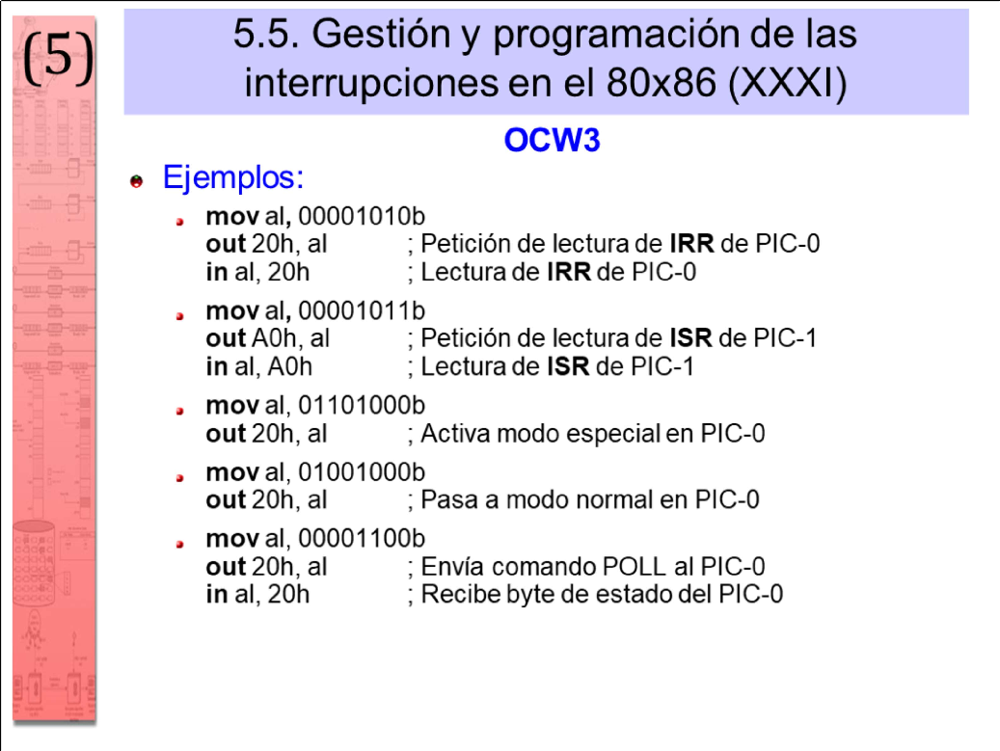 (5)
5.5. Gestión y programación de las
interrupciones en el 80x86 (XXXI)
OCW3
Ejemplos:
mov al, 00001010b
out 20h, al ; Petición de lectura de IRR de PIC-0
in al, 20h ; Lectura de IRR de PIC-0
mov al, 00001011b
out A0h, al ; Petición de lectura de ISR de PIC-1
in al, A0h ; Lectura de ISR de PIC-1
mov al, 01101000b
out 20h, al ; Activa modo especial en PIC-0
mov al, 01001000b
out 20h, al ; Pasa a modo normal en PIC-0
mov al, 00001100b
out 20h, al ; Envía comando POLL al PIC-0
in al, 20h ; Recibe byte de estado del PIC-0